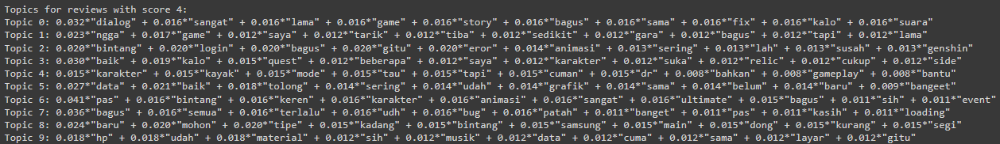 Topics for reviews with score 4:
Topic 0: 0.032*"dialog" + 0.016*"sangat" + 0.016*"lama" + 0.016*"game" + 0.016*"story" + 0.016*"bagus" + 0.016*"sama" + 0.016*"fix" + 0.016*"kalo" + 0.016*"suara"
Topic 1: 0.023*"ngga" + 0.017*"game" + 0.012*"saya" + 0.012*"tarik" + 0.012*"tiba" + 0.012*"sedikit" + 0.012*"gara" + 0.012*"bagus" + 0.012*"tapi" + 0.012*"lama"
Topic 2: 0.020*"bintang" + 0.020*"login" + 0.020*"bagus" + 0.020*"gitu" + 0.020*"eror" + 0.014*"animasi" + 0.013*"sering" + 0.013*"lah" + 0.013*"susah" + 0.013*"genshin"
Topic 3: 0.030*"baik" + 0.019*"kalo" + 0.015*"quest" + 0.012*"beberapa" + 0.012*"saya" + 0.012*"karakter" + 0.012*"suka" + 0.012*"relic" + 0.012*"cukup" + 0.012*"side"
Topic 4: 0.015*"karakter" + 0.015*"kayak" + 0.015*"mode" + 0.015*"tau" + 0.015*"tapi" + 0.015*"cuman" + 0.015*"dr" + 0.008*"bahkan" + 0.008*"gameplay" + 0.008*"bantu"
Topic 5: 0.027*"data" + 0.021*"baik" + 0.018*"tolong" + 0.014*"sering" + 0.014*"udah" + 0.014*"grafik" + 0.014*"sama" + 0.014*"belum" + 0.014*"baru" + 0.009*"bangeet"
Topic 6: 0.041*"pas" + 0.016*"bintang" + 0.016*"keren" + 0.016*"karakter" + 0.016*"animasi" + 0.016*"sangat" + 0.016*"ultimate" + 0.015*"bagus" + 0.011*"sih" + 0.011*"event"
Topic 7: 0.036*"bagus" + 0.016*"semua" + 0.016*"terlalu" + 0.016*"udh" + 0.016*"bug" + 0.016*"patah" + 0.011*"banget" + 0.011*"pas" + 0.011*"kasih" + 0.011*"loading"
Topic 8: 0.024*"baru" + 0.020*"mohon" + 0.020*"tipe" + 0.015*"kadang" + 0.015*"bintang" + 0.015*"samsung" + 0.015*"main" + 0.015*"dong" + 0.015*"kurang" + 0.015*"segi"
Topic 9: 0.018*"hp" + 0.018*"udah" + 0.018*"material" + 0.012*"sih" + 0.012*"musik" + 0.012*"data" + 0.012*"cuma" + 0.012*"sama" + 0.012*"layar" + 0.012*"gitu"